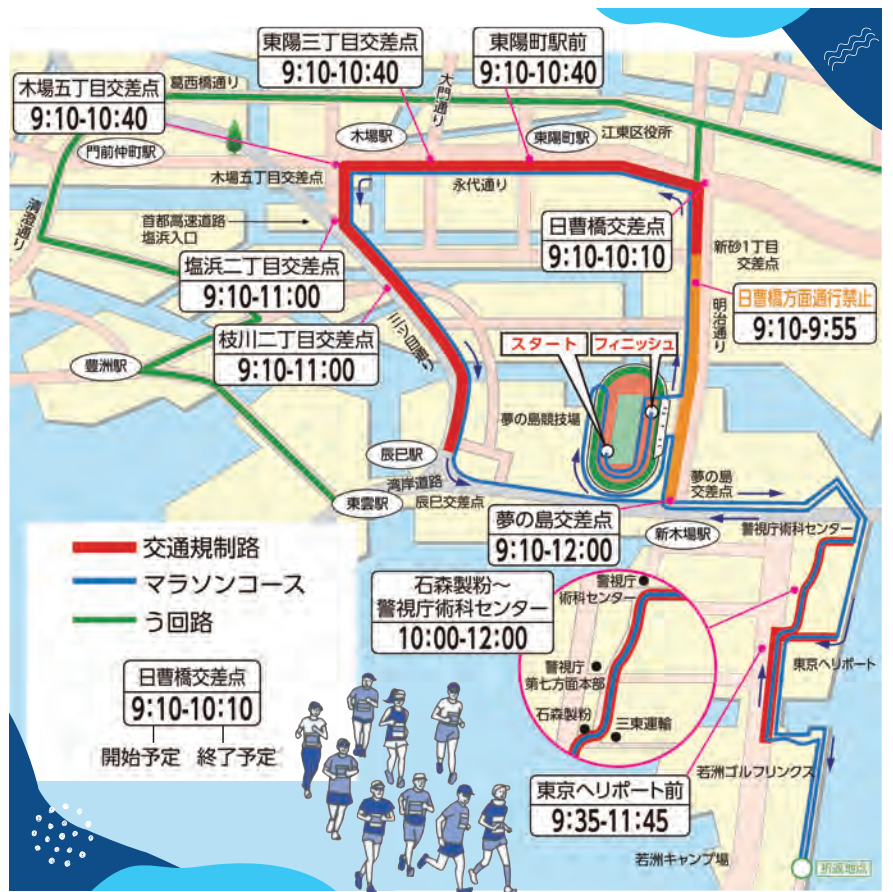 東陽三丁目交差点
9:10-10:40
東陽町駅前
9:10-10:40
木場五丁目交差点
9:10-10:40
葛西橋通り
大門通り
木場駅
東陽町駅
江東区役所
門前仲町駅
木場五丁目交差点
永代通り
清澄通り
首都高速道路
塩浜入口
日曹橋交差点
9:10-10:10
新砂1丁目
交差点
塩浜二丁目交差点
9:10-11:00
日曹橋方面通行禁止
9:10-9:55
明治通り
枝川二丁目交差点
9:10-11:00
三ツ目通り
スタート
フィニッシュ
豊洲駅
夢の島競技場
辰巳駅
湾岸道路
辰巳交差点
夢の島
交差点
東雲駅
夢の島交差点
9:10-12:00
新木場駅
警視庁術科センター
交通規制路
マラソンコース
う回路
石森製粉～
警視庁術科センター
10:00-12:00
警視庁
術科センター
警視庁
第七方面本部
石森製粉
三東運輸
東京ヘリポート
日曹橋交差点
9:10-10:10
開始予定
終了予定
若洲ゴルフリンクス
東京ヘリポート前
9:35-11:45
若洲キャンプ場
折返地点